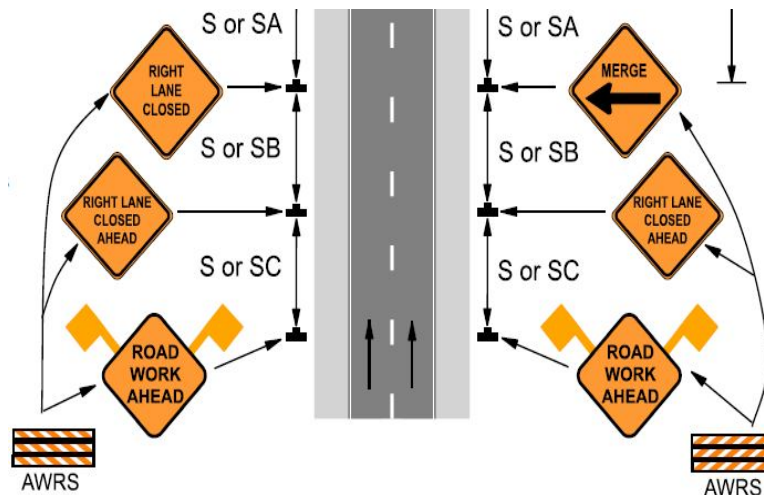 S or SA
S or SA
RIGHT
LANE
CLOSED
MERGE
S or SB
S or SB
RIGHT LANE
CLOSED
AHEAD
RIGHT LANE
CLOSED
AHEAD
S or SC
S or SC
ROAD
WORK
AHEAD
ROAD
WORK
AHEAD
AWRS
AWRS